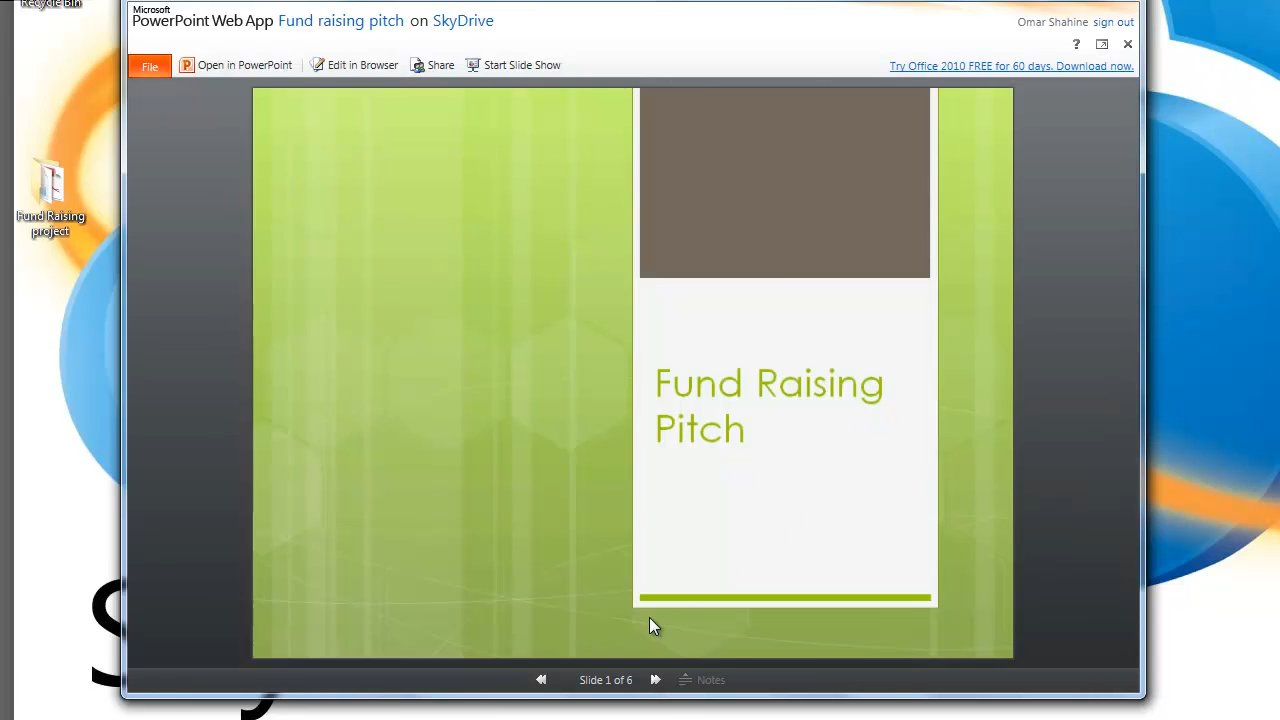 Recycle Bin
Microsoft
PowerPoint Web App Fund raising pitch on SkyDrive
Omar Shahine sign out
?
File Open in PowerPoint Edit in Browser Share Start Slide Show
Try Office 2010 FREE for 60 days. Download now.
Fund Raising
project
Fund Raising
Pitch
Slide 1 of 6 Notes